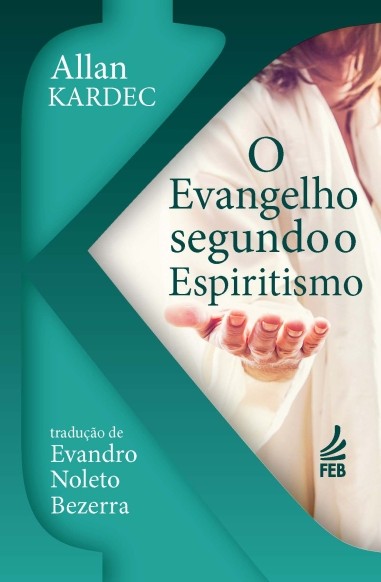 Allan
KARDEC
O
Evangelho
segundo o
Espiritismo
tradução de
Evandro
Noleto
Bezerra
FEB